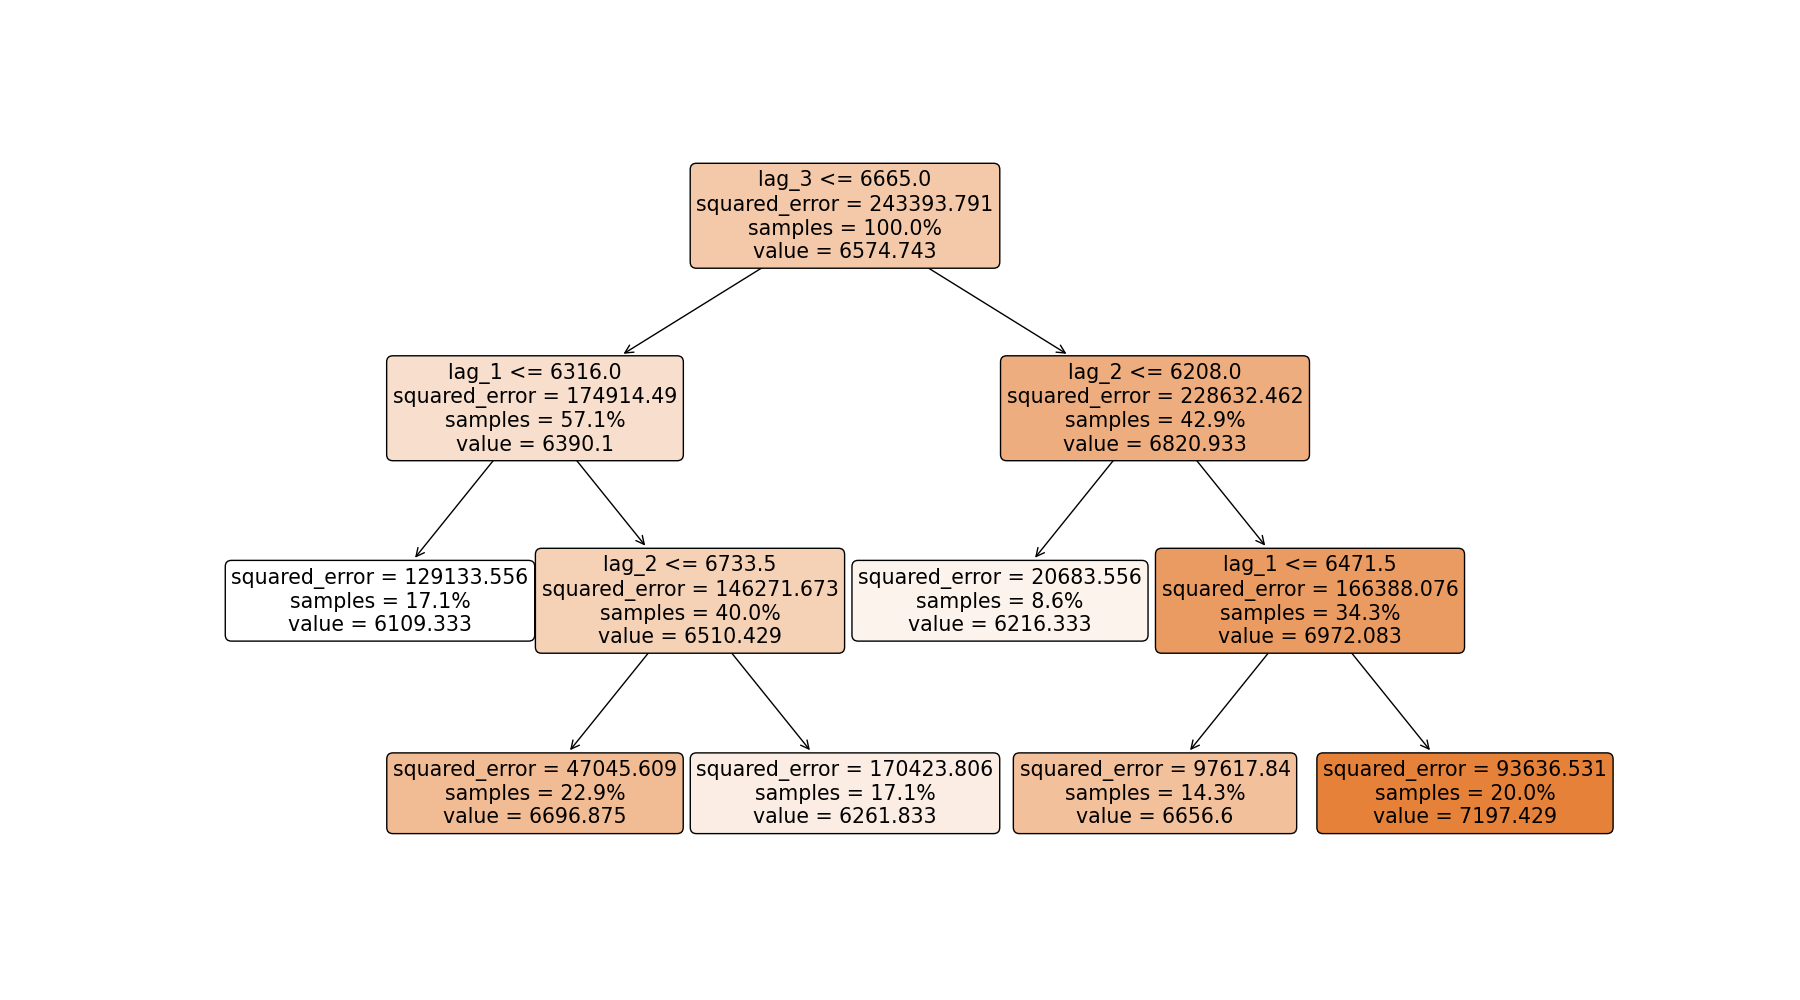 lag_3 <= 6665.0
squared_error = 243393.791
samples = 100.0%
value = 6574.743
lag_1 <= 6316.0
squared_error = 174914.49
samples = 57.1%
value = 6390.1
lag_2 <= 6208.0
squared_error = 228632.462
samples = 42.9%
value = 6820.933
squared_error = 129133.556
samples = 17.1%
value = 6109.333
lag_2 <= 6733.5
squared_error = 146271.673
samples = 40.0%
value = 6510.429
squared_error = 20683.556
samples = 8.6%
value = 6216.333
lag_1 <= 6471.5
squared_error = 166388.076
samples = 34.3%
value = 6972.083
squared_error = 47045.609
samples = 22.9%
value = 6696.875
squared_error = 170423.806
samples = 17.1%
value = 6261.833
squared_error = 97617.84
samples = 14.3%
value = 6656.6
squared_error = 93636.531
samples = 20.0%
value = 7197.429